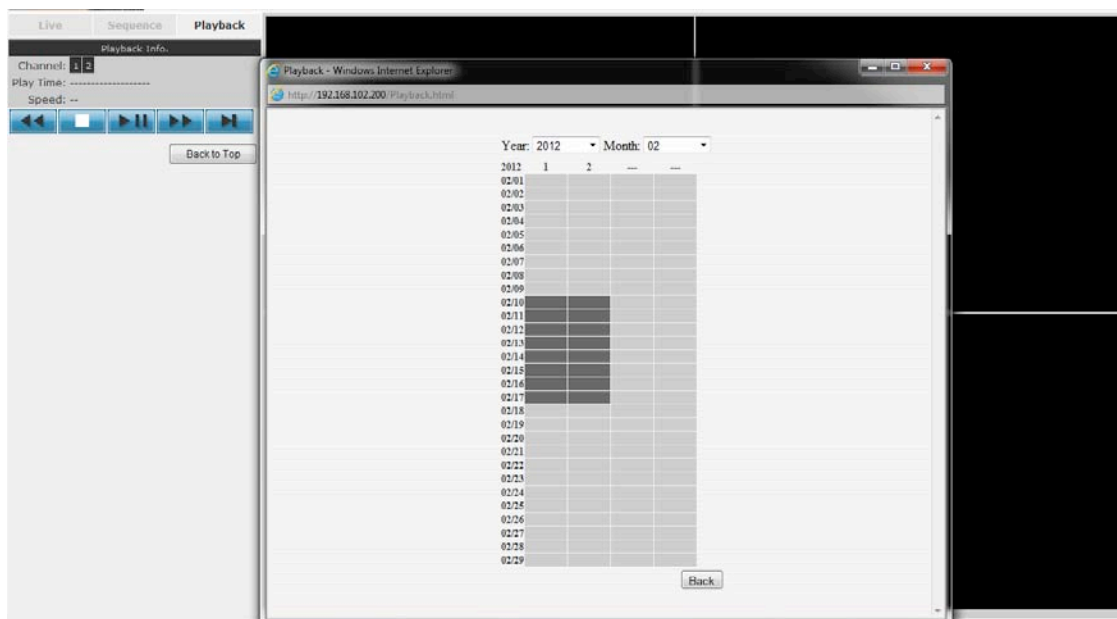 Live Sequence Playback
Playback Info.
Channel: 1 2
Play Time: -------------------
Speed: --
Back to Top
Playback - Windows Internet Explorer
http://192.168.102.200/Playback.html
Year: 2012 Month: 02
2012 1 2 --- ---
02/01
02/02
02/03
02/04
02/05
02/06
02/07
02/08
02/09
02/10
02/11
02/12
02/13
02/14
02/15
02/16
02/17
02/18
02/19
02/20
02/21
02/22
02/23
02/24
02/25
02/26
02/27
02/28
02/29
Back